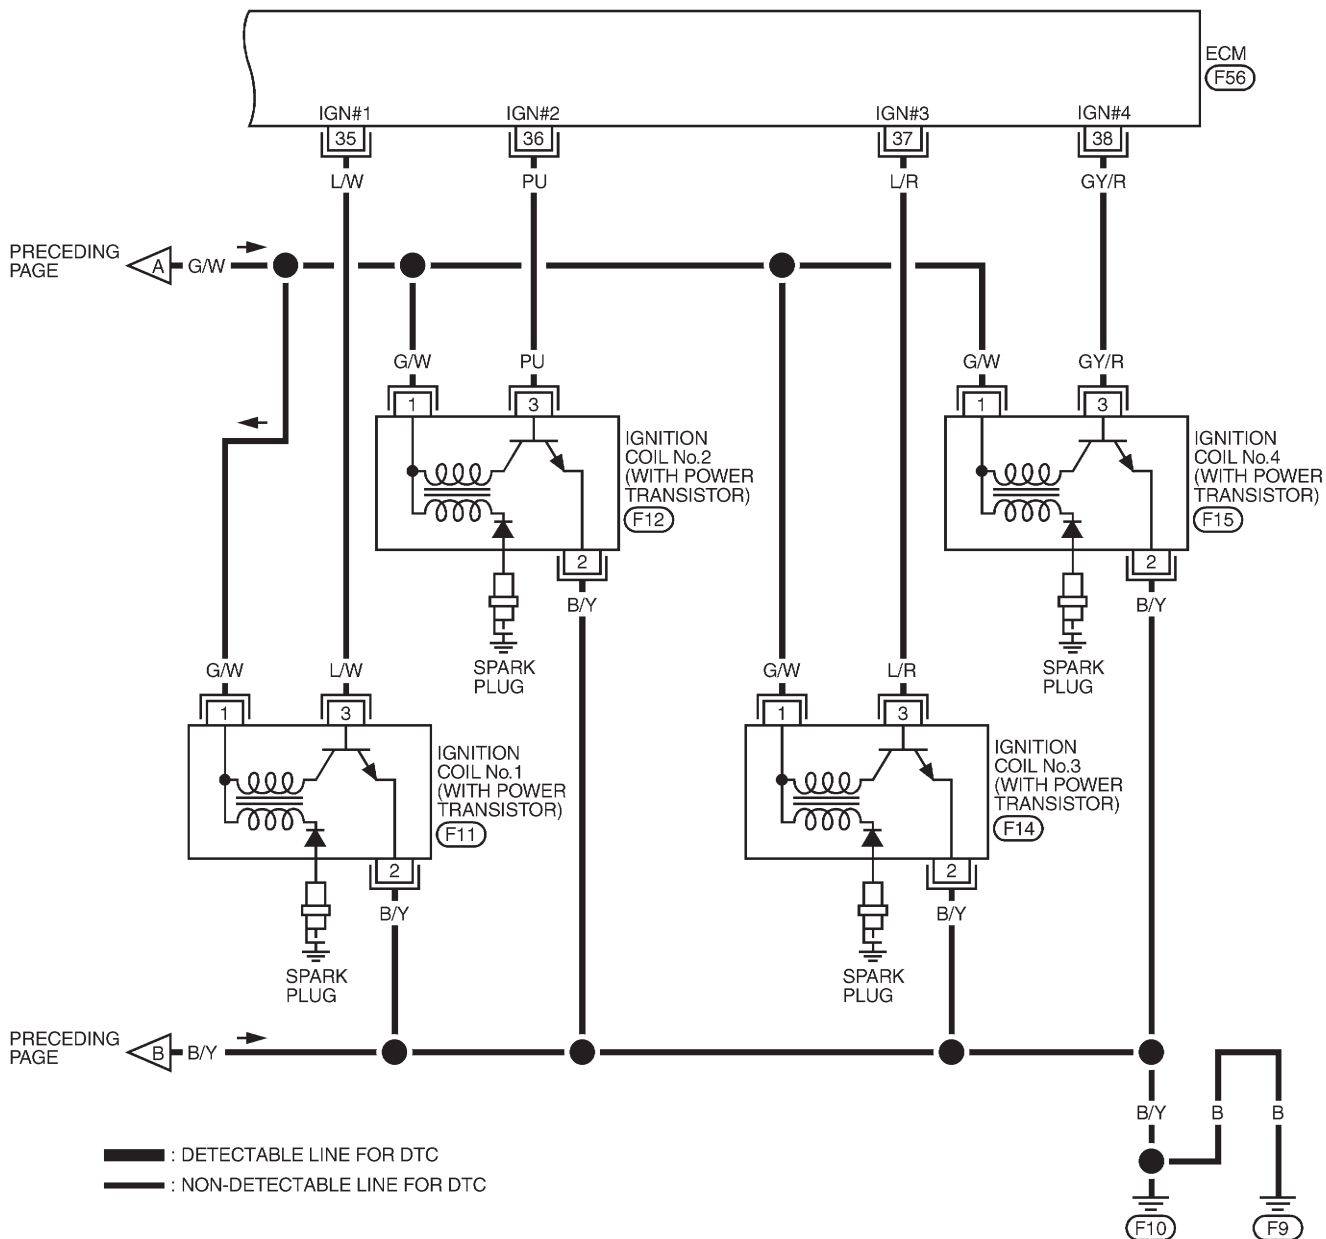 ECM
F56
IGN#1
IGN#2
IGN#3
IGN#4
35
36
37
38
L/W
PU
L/R
GY/R
PRECEDING
PAGE
A
G/W
G/W
PU
G/W
GY/R
1
3
1
3
IGNITION
COIL No.2
(WITH POWER
TRANSISTOR)
F12
IGNITION
COIL No.4
(WITH POWER
TRANSISTOR)
F15
2
2
B/Y
B/Y
SPARK
PLUG
SPARK
PLUG
G/W
L/W
G/W
L/R
1
3
1
3
IGNITION
COIL No.1
(WITH POWER
TRANSISTOR)
F11
IGNITION
COIL No.3
(WITH POWER
TRANSISTOR)
F14
2
2
B/Y
B/Y
SPARK
PLUG
SPARK
PLUG
PRECEDING
PAGE
B
B/Y
B/Y
B
B
: DETECTABLE LINE FOR DTC
: NON-DETECTABLE LINE FOR DTC
F10
F9